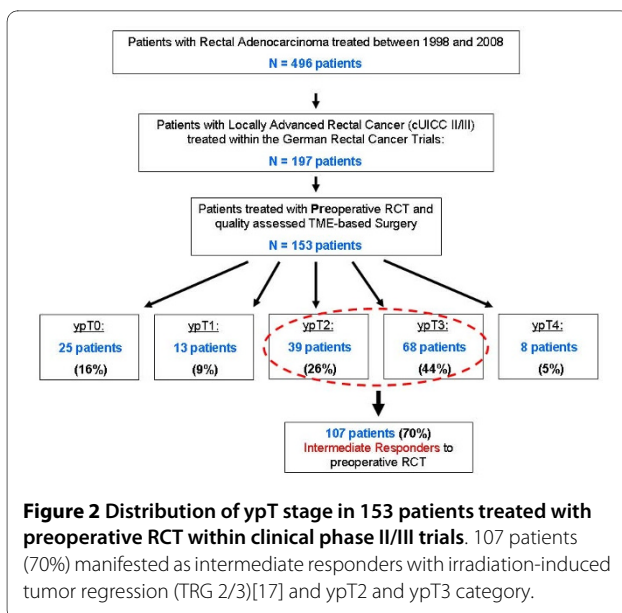 Patients with Rectal Adenocarcinoma treated between 1998 and 2008
N = 496 patients
Patients with Locally Advanced Rectal Cancer (cUICC II/III)
treated within the German Rectal Cancer Trials:
N = 197 patients
Patients treated with Preoperative RCT and
quality assessed TME-based Surgery
N = 153 patients
ypT0:
25 patients
(16%)
ypT1:
13 patients
(9%)
ypT2:
39 patients
(26%)
ypT3:
68 patients
(44%)
ypT4:
8 patients
(5%)
107 patients (70%)
Intermediate Responders to
preoperative RCT
Figure 2 Distribution of ypT stage in 153 patients treated with
preoperative RCT within clinical phase II/III trials. 107 patients
(70%) manifested as intermediate responders with irradiation-induced
tumor regression (TRG 2/3)[17] and ypT2 and ypT3 category.